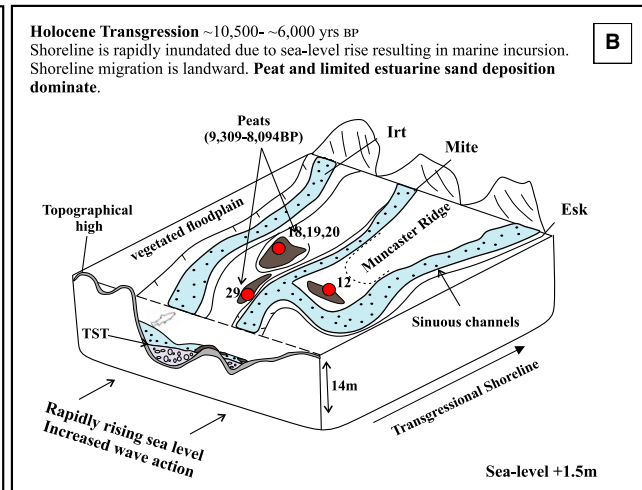 Holocene Transgression ~10,500- ~6,000 yrs BP
Shoreline is rapidly inundated due to sea-level rise resulting in marine incursion.
Shoreline migration is landward. Peat and limited estuarine sand deposition
dominate.
B
Peats
(9,309-8,094BP)
Irt
Mite
Esk
Topographical
high
vegetated floodplain
18,19,20
Muncaster Ridge
29
12
Sinuous channels
TST
14m
Transgressional Shoreline
Rapidly rising sea level
Increased wave action
Sea-level +1.5m